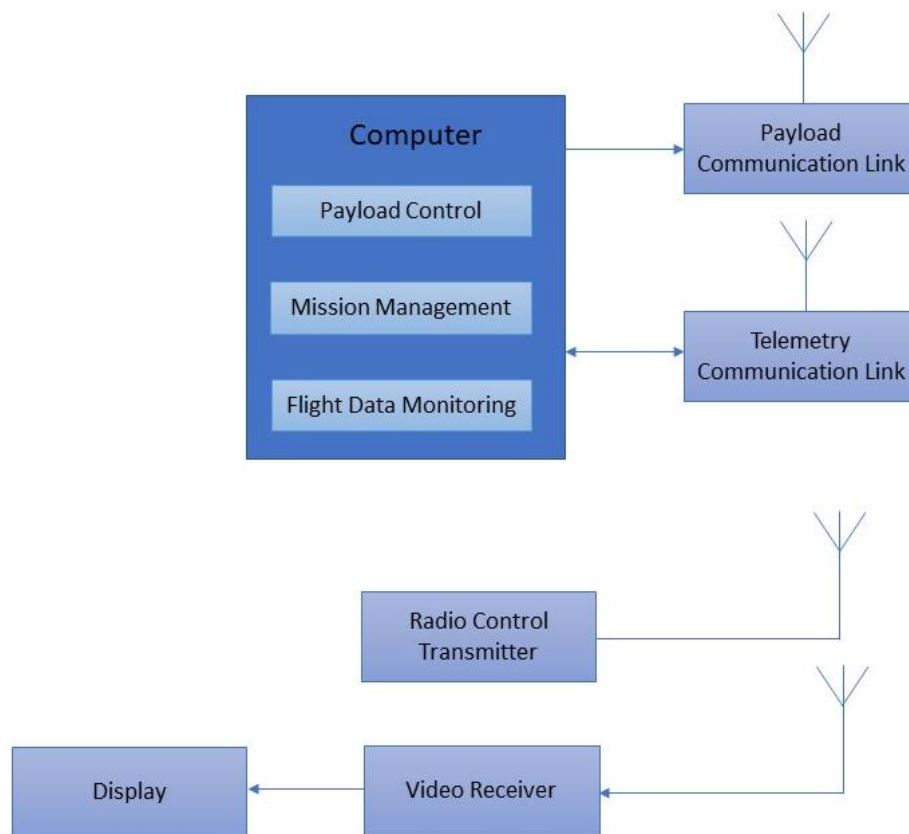 Computer
Payload Control
Mission Management
Flight Data Monitoring
Payload
Communication Link
Telemetry
Communication Link
Radio Control
Transmitter
Display
Video Receiver